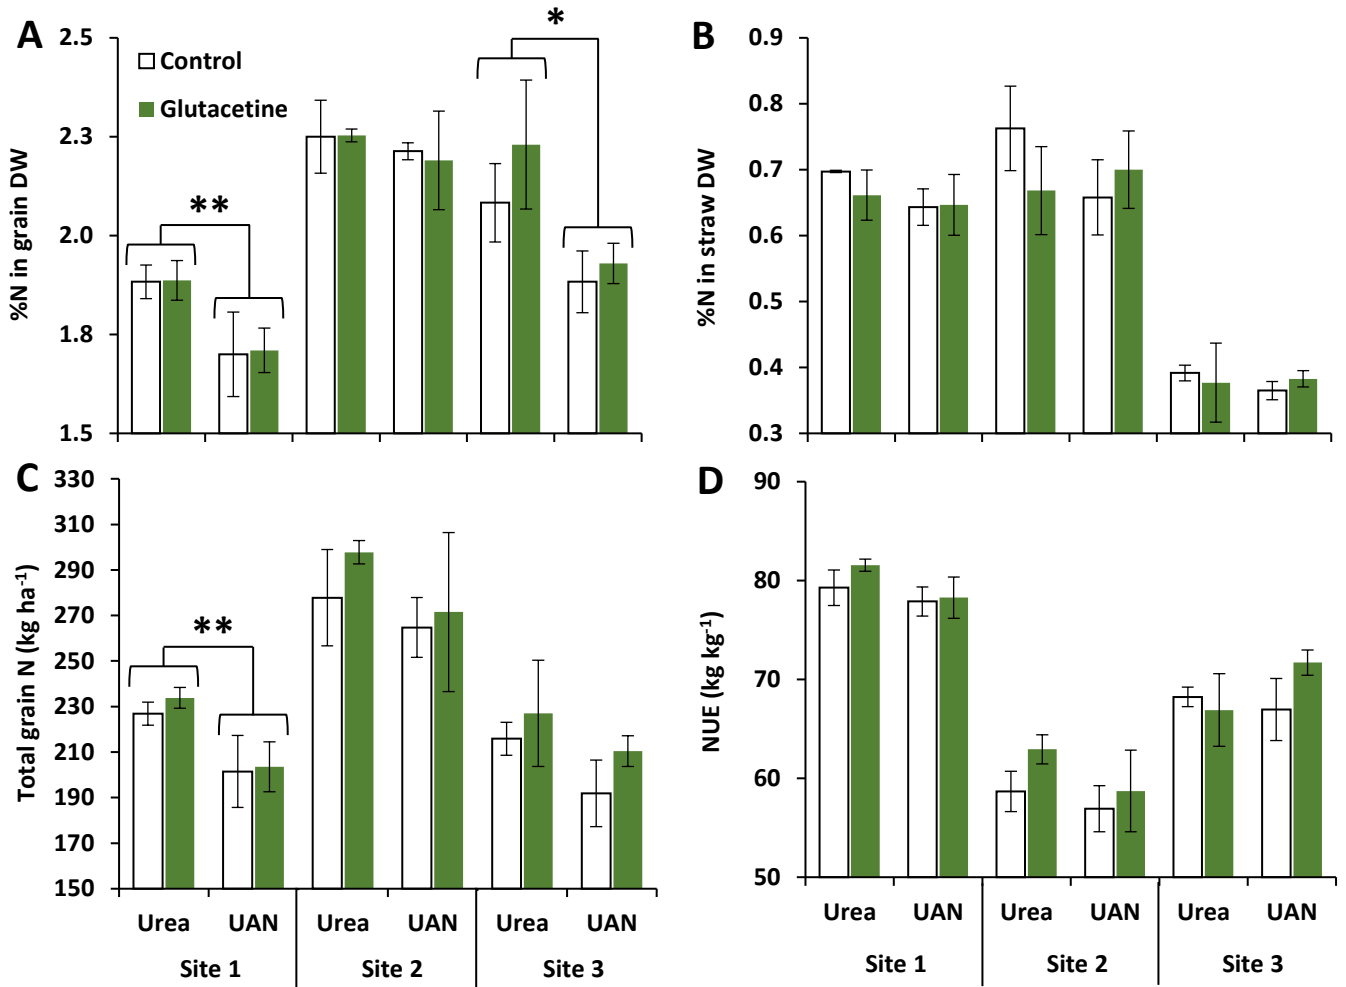 A
%N in grain DW
2.5
2.3
2.0
1.8
1.5
Control
Glutacetine
**
*
B
%N in straw DW
0.9
0.8
0.7
0.6
0.5
0.4
0.3
C
Total grain N (kg ha⁻¹)
330
310
290
270
250
230
210
190
170
150
**
Urea UAN Urea UAN Urea UAN
Site 1 Site 2 Site 3
D
NUE (kg kg⁻¹)
90
80
70
60
50
Urea UAN Urea UAN Urea UAN
Site 1 Site 2 Site 3